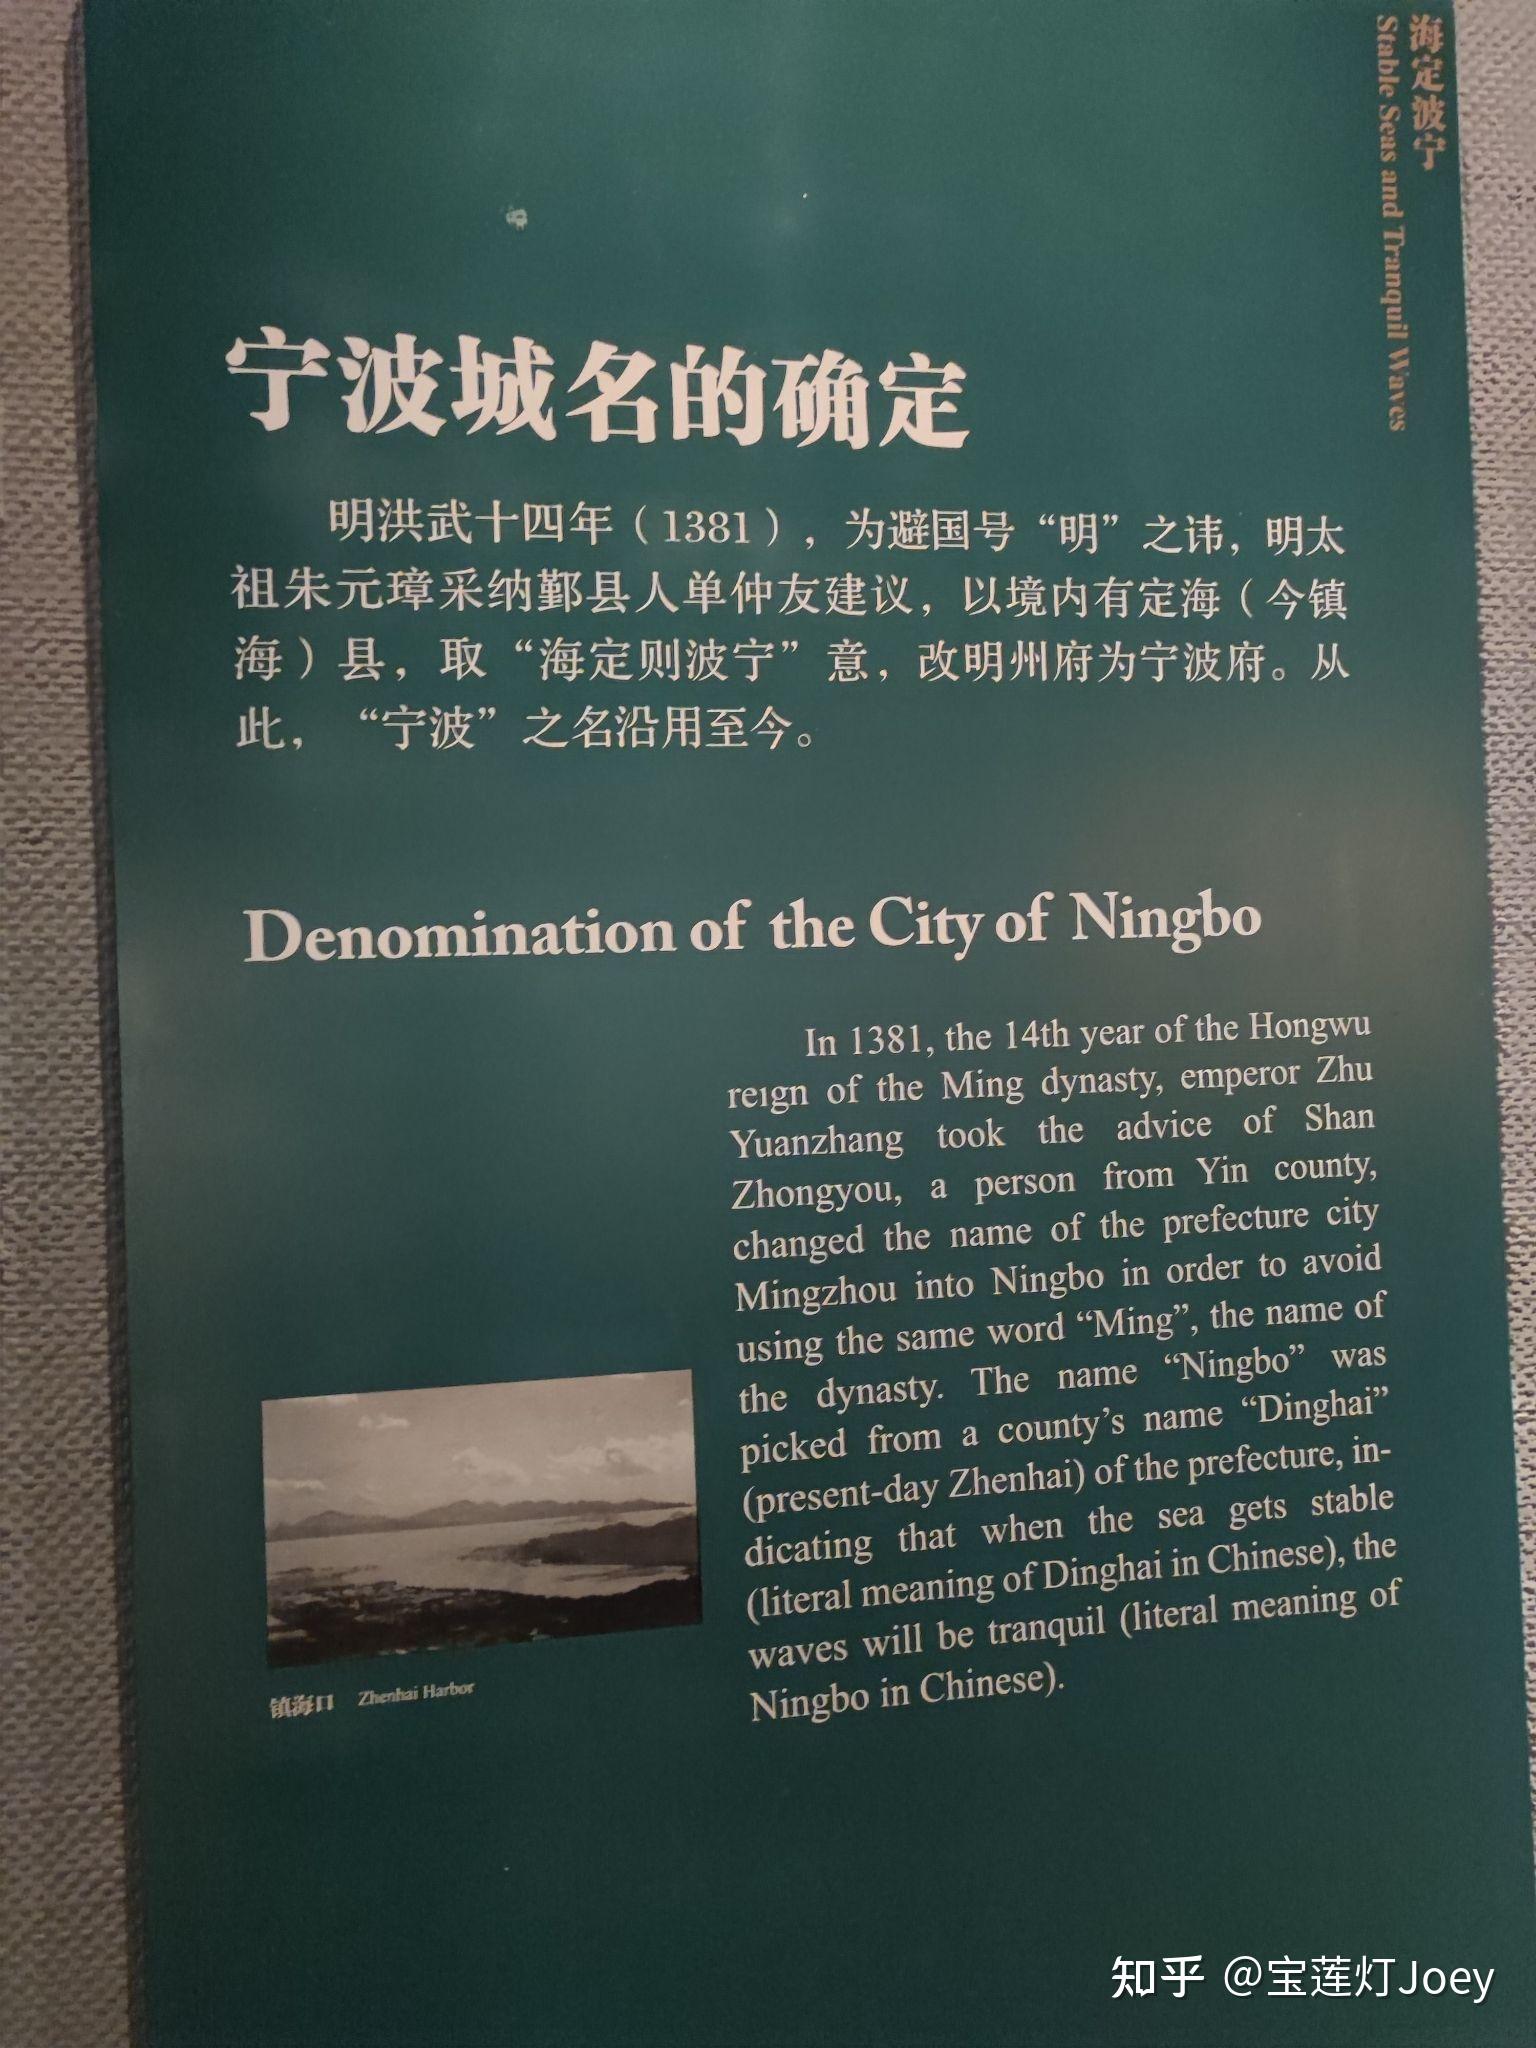 海定波宁
Stable Seas and Tranquil Waves
宁波城名的确定
明洪武十四年（1381），为避国号“明”之讳，明太
祖朱元璋采纳鄞县人单仲友建议，以境内有定海（今镇
海）县，取“海定则波宁”意，改明州府为宁波府。从
此，“宁波”之名沿用至今。
Denomination of the City of Ningbo
In 1381, the 14th year of the Hongwu
reign of the Ming dynasty, emperor Zhu
Yuanzhang took the advice of Shan
Zhongyou, a person from Yin county,
changed the name of the prefecture city
Mingzhou into Ningbo in order to avoid
using the same word “Ming”, the name of
the dynasty. The name “Ningbo” was
picked from a county’s name “Dinghai”
(present-day Zhenhai) of the prefecture, in-
dicating that when the sea gets stable
(literal meaning of Dinghai in Chinese), the
waves will be tranquil (literal meaning of
Ningbo in Chinese).
镇海口 Zhenhai Harbor
知乎 @宝莲灯Joey